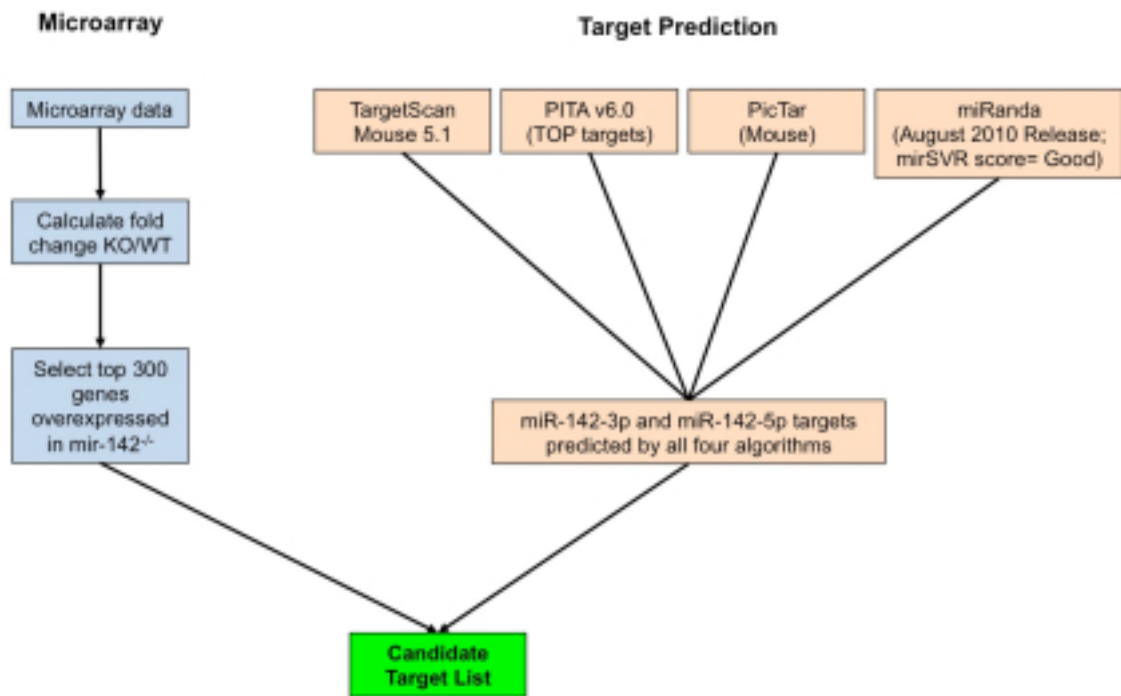 Microarray
Target Prediction
Microarray data
Calculate fold
change KO/WT
Select top 300
genes
overexpressed
in mir-142-/-
TargetScan
Mouse 5.1
PITA v6.0
(TOP targets)
PicTar
(Mouse)
miRanda
(August 2010 Release;
mirSVR score= Good)
miR-142-3p and miR-142-5p targets
predicted by all four algorithms
Candidate
Target List